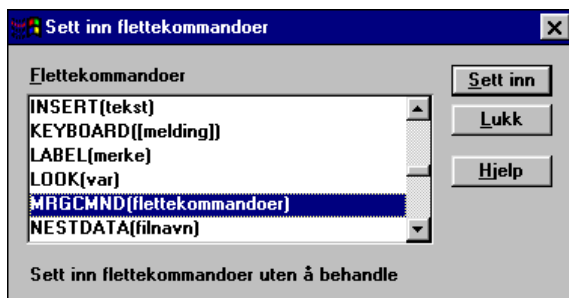 Sett inn flettekommandoer
Flettekommandoer
INSERT(tekst)
KEYBOARD([melding])
LABEL(merke)
LOOK(var)
MRGCMND(flettekommandoer)
NESTDATA(filnavn)
Sett inn
Lukk
Hjelp
Sett inn flettekommandoer uten å behandle